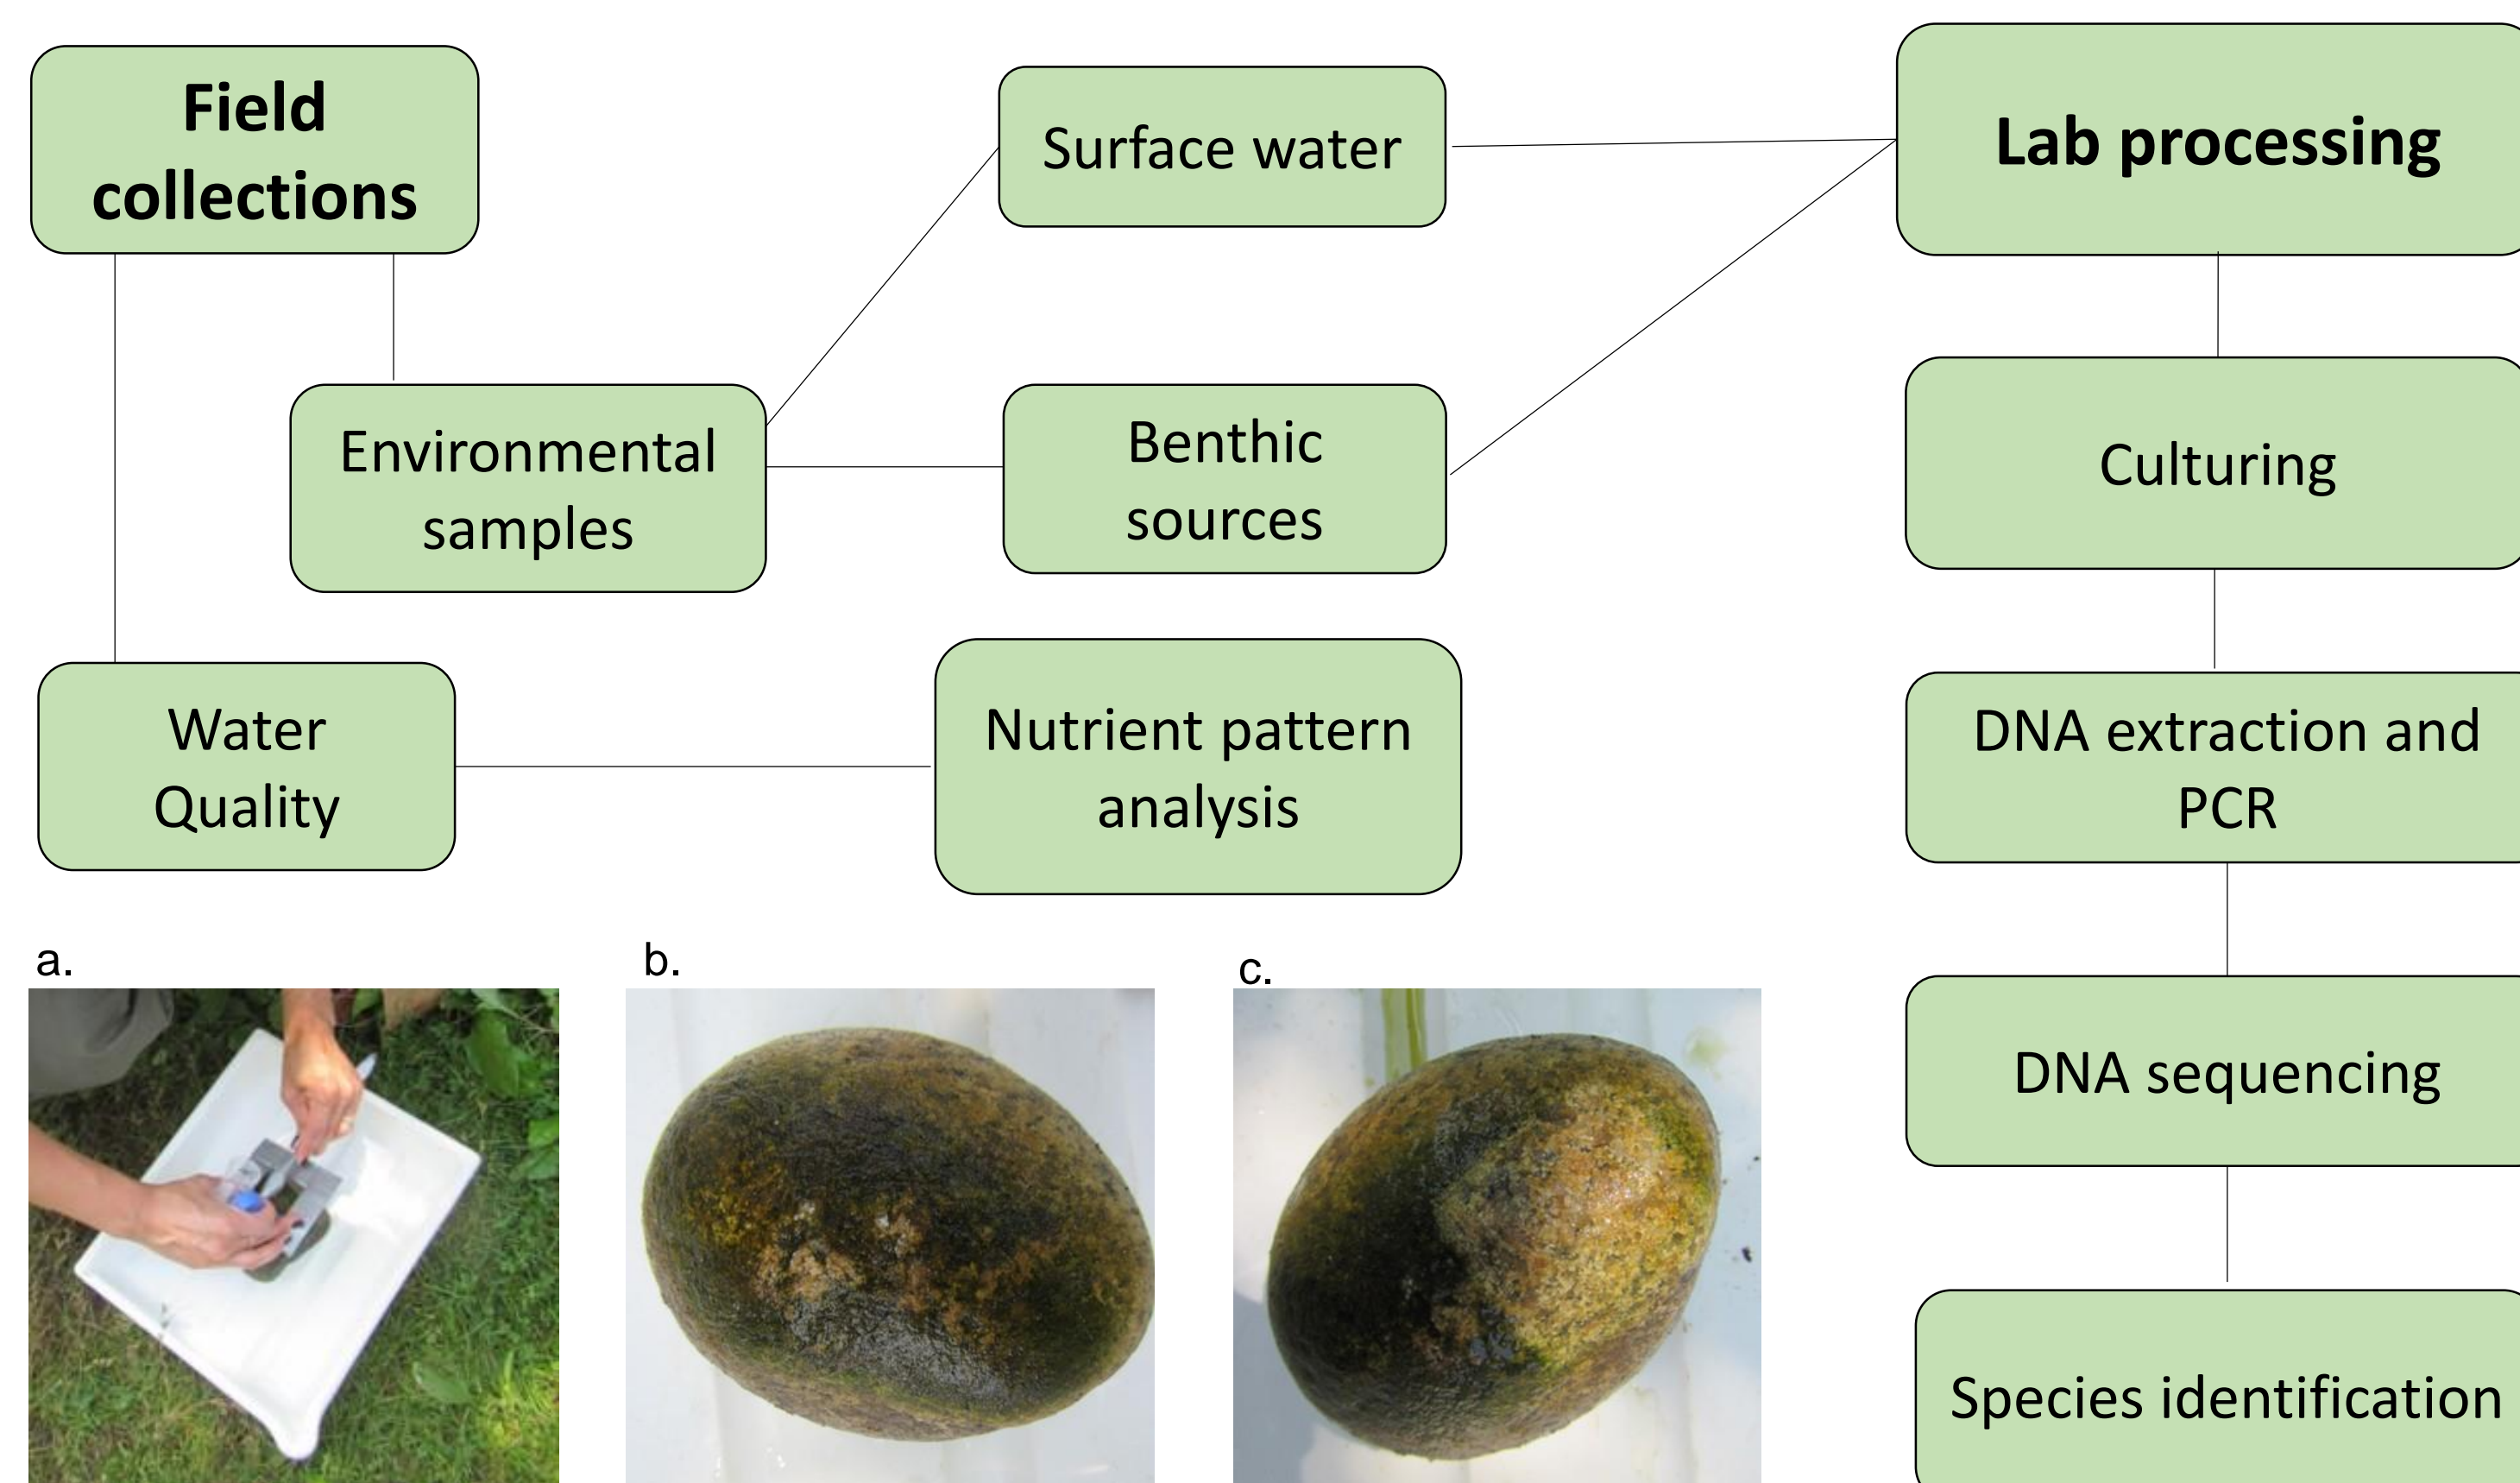 Field
collections
Surface water
Lab processing
Environmental
samples
Benthic
sources
Culturing
Water
Quality
Nutrient pattern
analysis
DNA extraction and
PCR
DNA sequencing
Species identification
a.
b.
c.